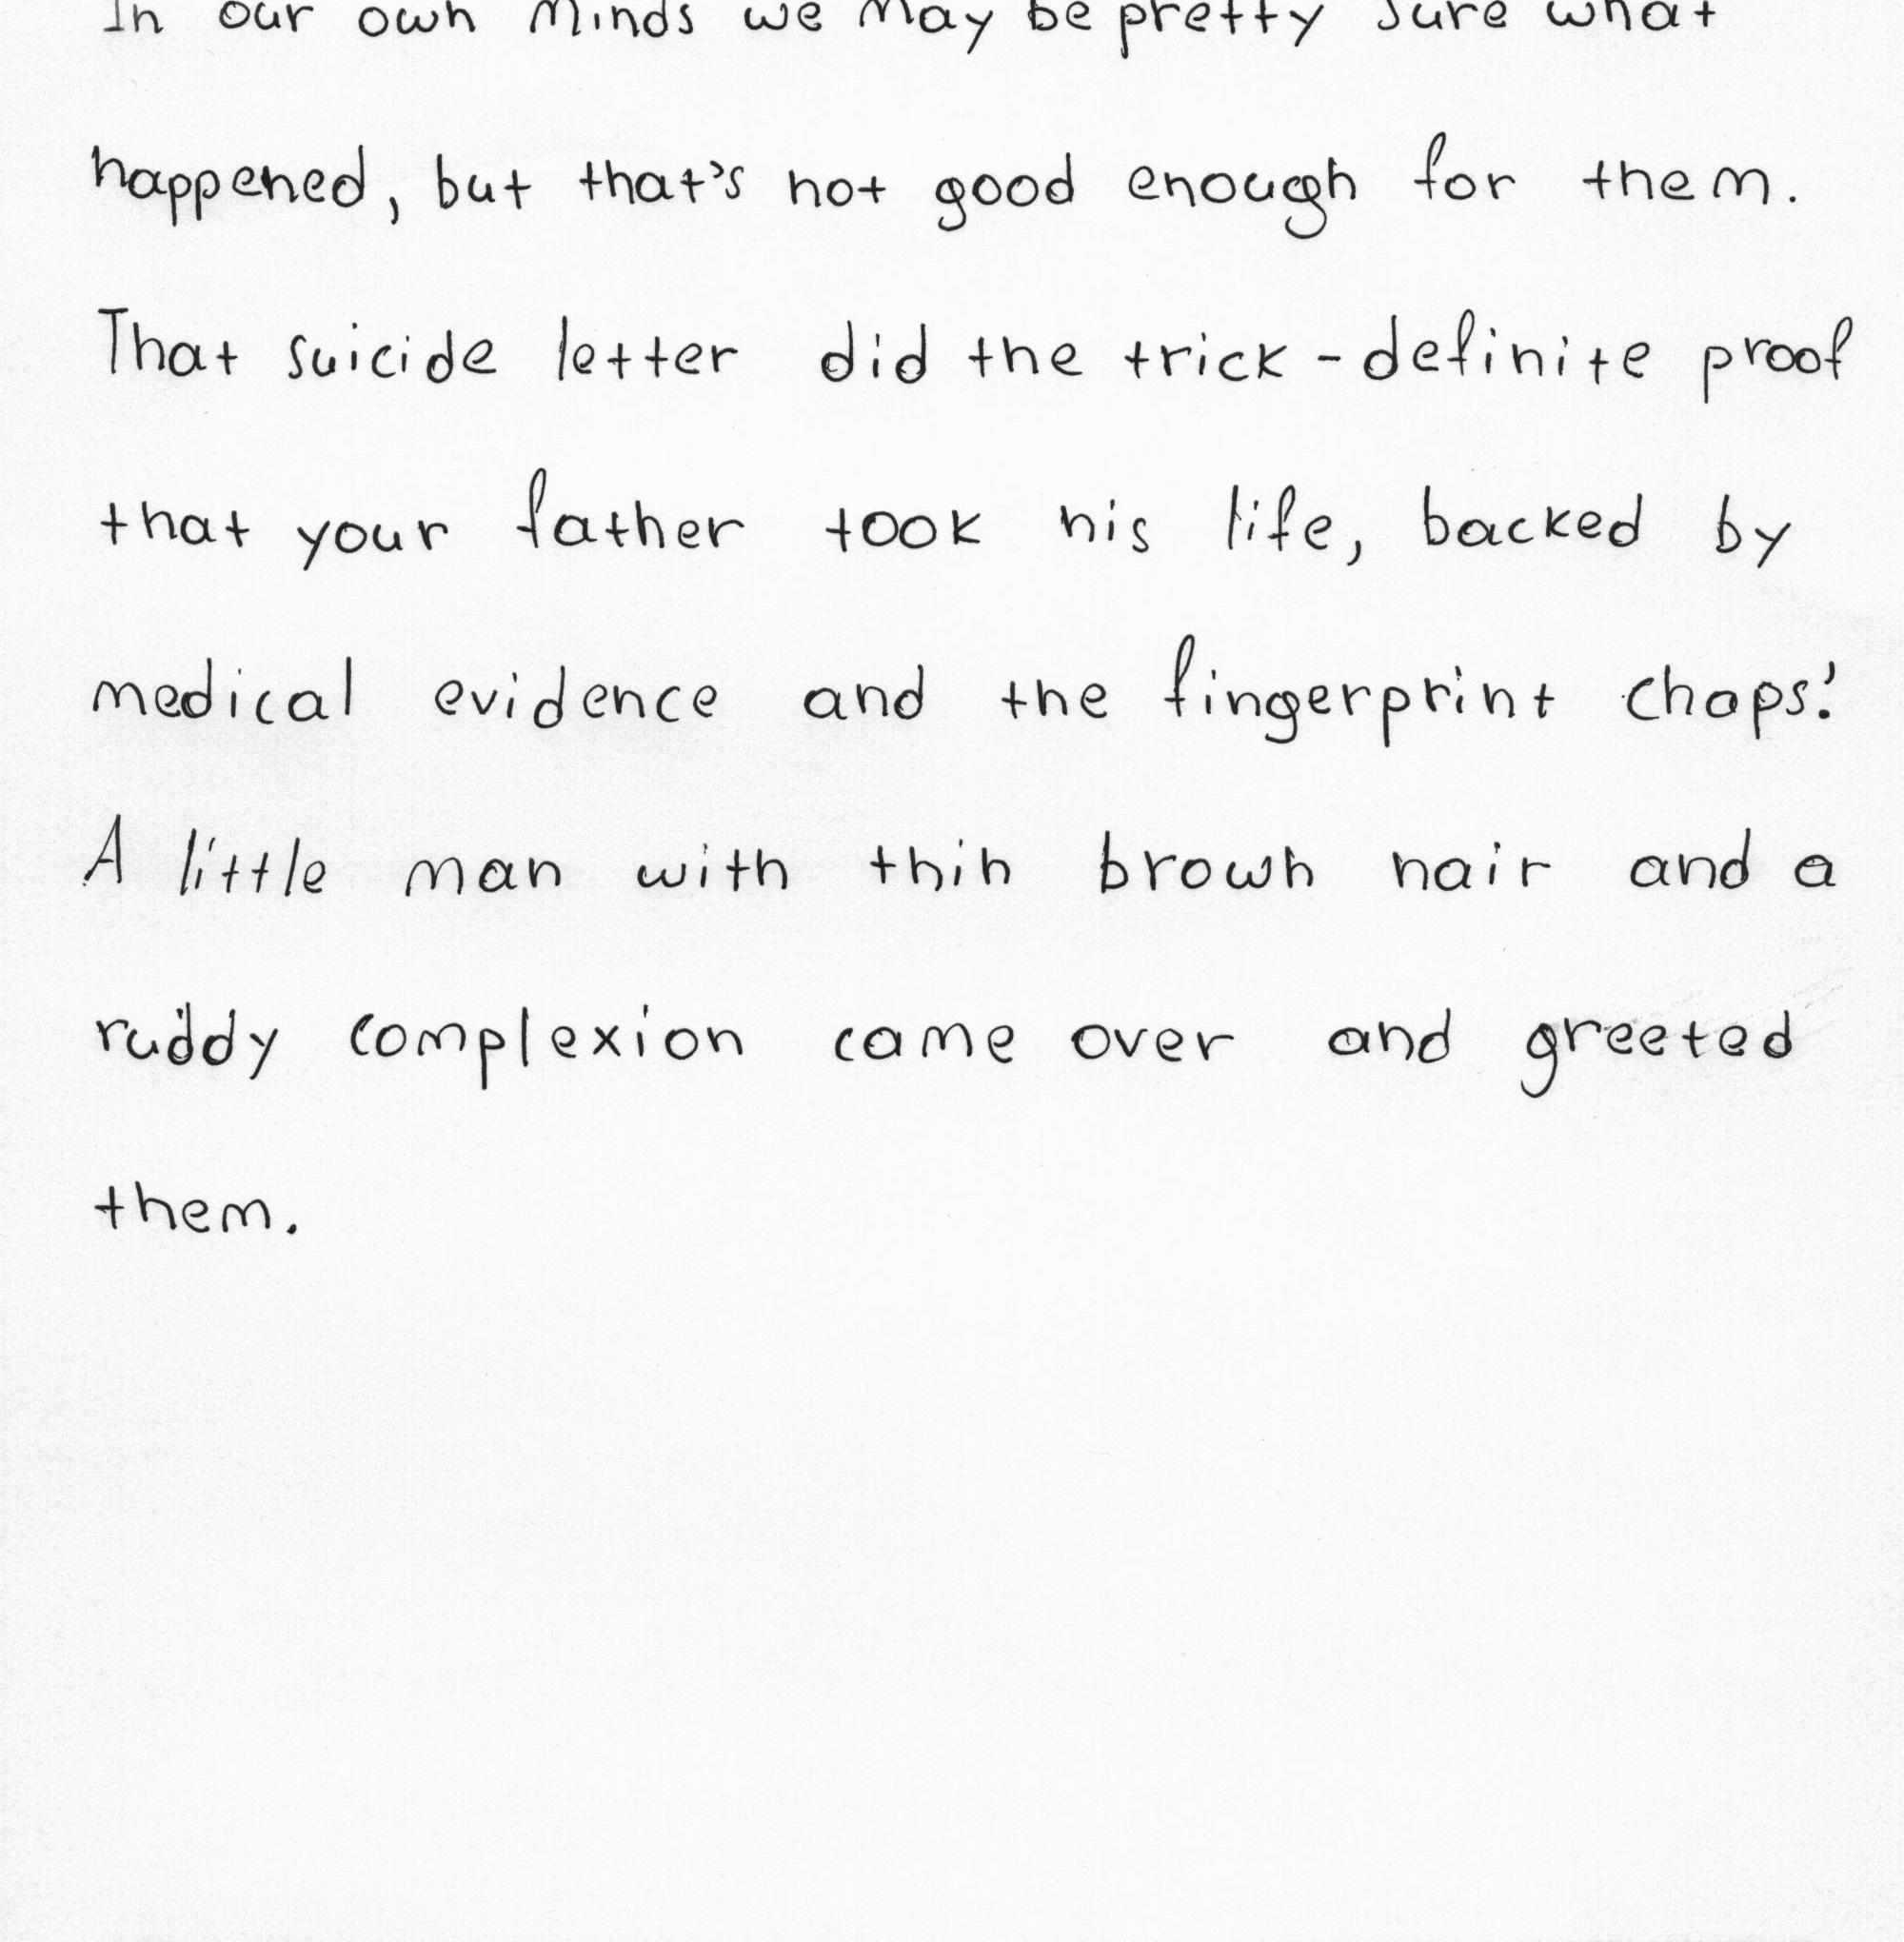 In our own minds we may be pretty sure what
happened, but that's not good enough for them.
That suicide letter did the trick - definite proof
that your father took his life, backed by
medical evidence and the fingerprint chaps.'
A little man with thin brown hair and a
ruddy complexion came over and greeted
them.